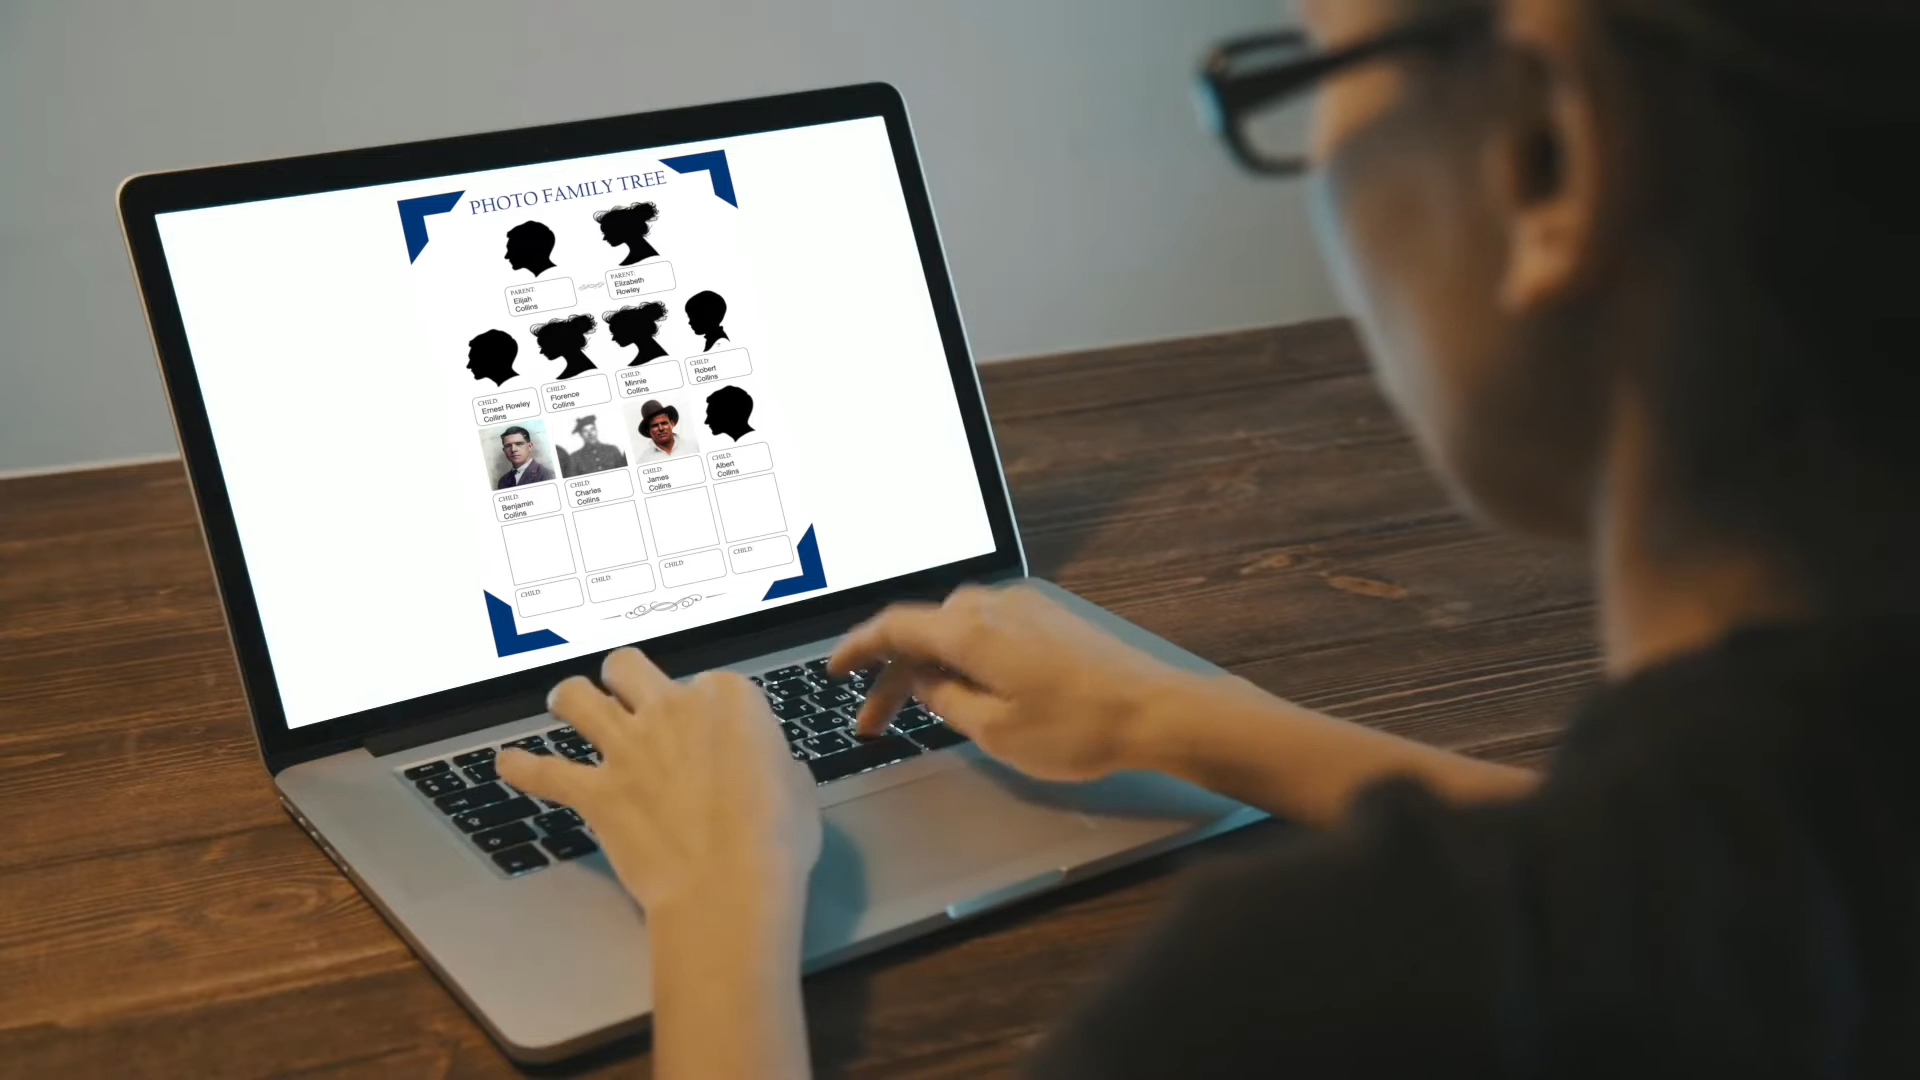 PHOTO FAMILY TREE
PARENT:
Elijah
Collins
PARENT:
Elizabeth
Rowley
CHILD:
Ernest Rowley
Collins
CHILD:
Florence
Collins
CHILD:
Minnie
Collins
CHILD:
Robert
Collins
CHILD:
Benjamin
Collins
CHILD:
Charles
Collins
CHILD:
James
Collins
CHILD:
Albert
Collins
CHILD:
CHILD:
CHILD:
CHILD: